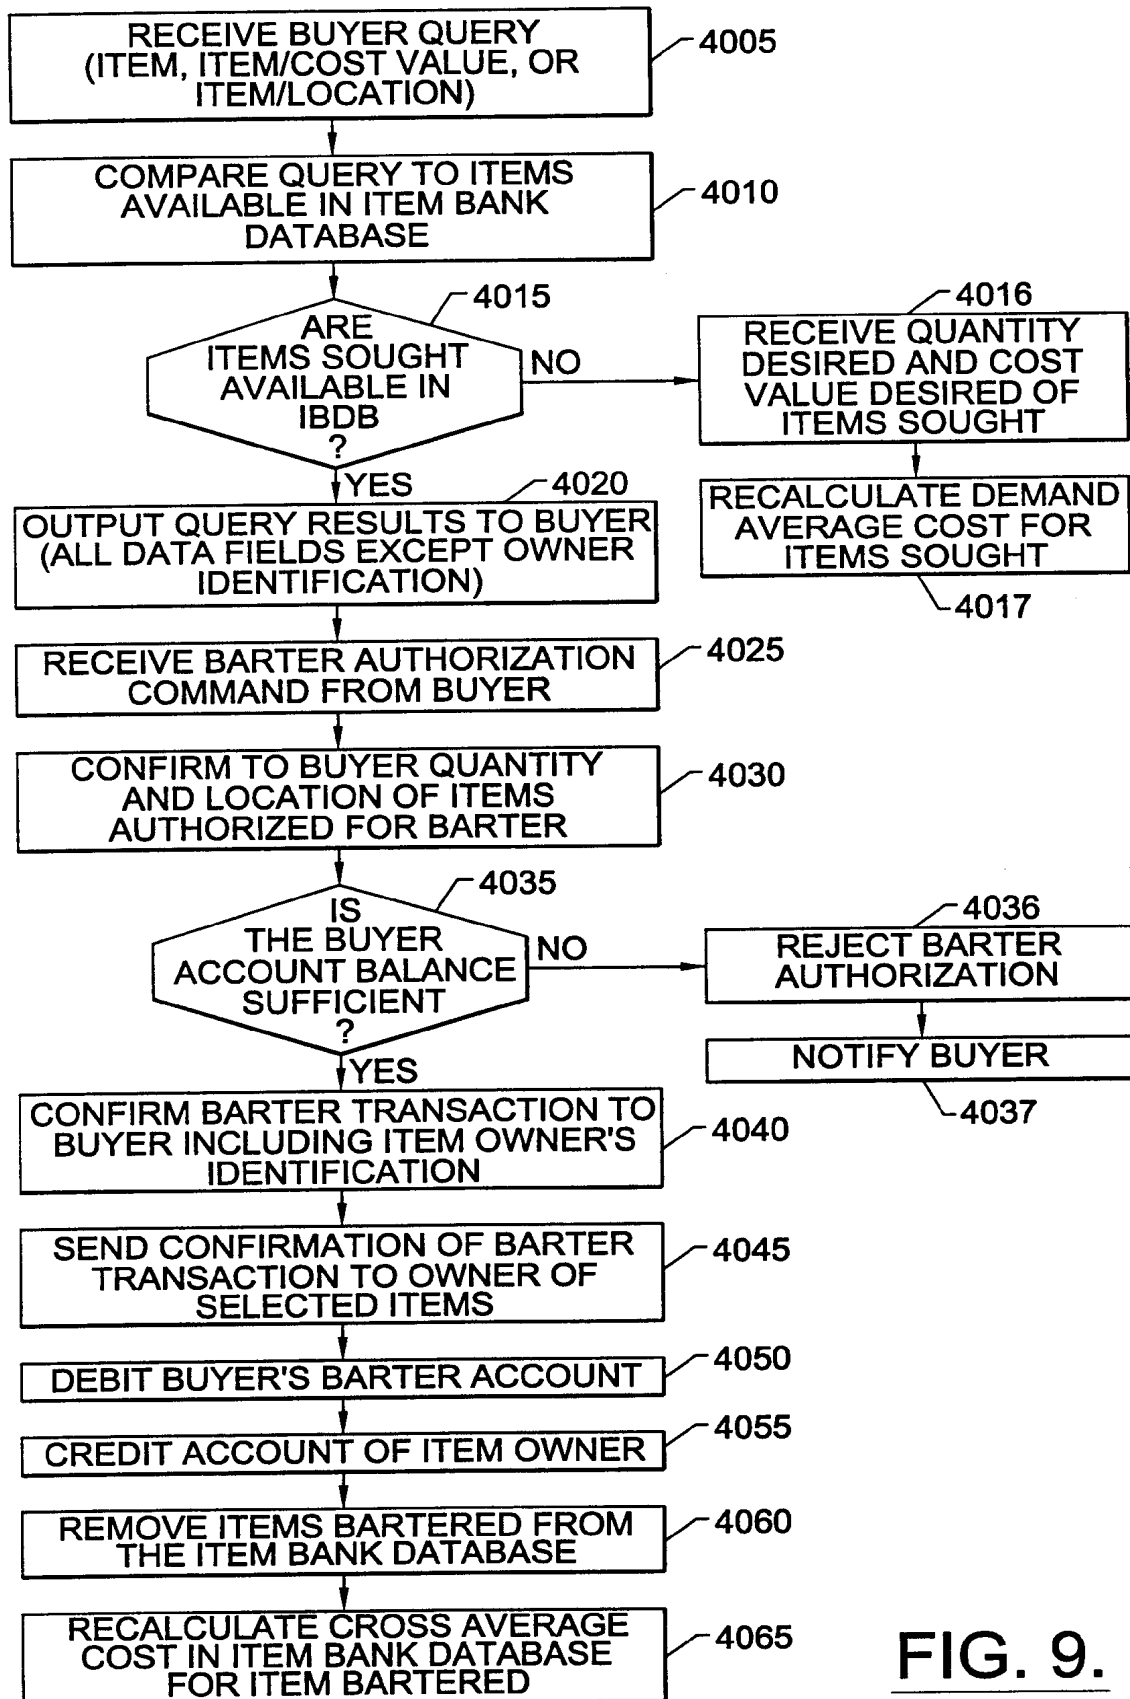 RECEIVE BUYER QUERY
(ITEM, ITEM/COST VALUE, OR
ITEM/LOCATION)
4005
COMPARE QUERY TO ITEMS
AVAILABLE IN ITEM BANK
DATABASE
4010
ARE
ITEMS SOUGHT
AVAILABLE IN
IBDB
?
4015
NO
RECEIVE QUANTITY
DESIRED AND COST
VALUE DESIRED OF
ITEMS SOUGHT
4016
RECALCULATE DEMAND
AVERAGE COST FOR
ITEMS SOUGHT
4017
YES
OUTPUT QUERY RESULTS TO BUYER
(ALL DATA FIELDS EXCEPT OWNER
IDENTIFICATION)
4020
RECEIVE BARTER AUTHORIZATION
COMMAND FROM BUYER
4025
CONFIRM TO BUYER QUANTITY
AND LOCATION OF ITEMS
AUTHORIZED FOR BARTER
4030
IS
THE BUYER
ACCOUNT BALANCE
SUFFICIENT
?
4035
NO
REJECT BARTER
AUTHORIZATION
4036
NOTIFY BUYER
4037
YES
CONFIRM BARTER TRANSACTION TO
BUYER INCLUDING ITEM OWNER'S
IDENTIFICATION
4040
SEND CONFIRMATION OF BARTER
TRANSACTION TO OWNER OF
SELECTED ITEMS
4045
DEBIT BUYER'S BARTER ACCOUNT
4050
CREDIT ACCOUNT OF ITEM OWNER
4055
REMOVE ITEMS BARTERED FROM
THE ITEM BANK DATABASE
4060
RECALCULATE CROSS AVERAGE
COST IN ITEM BANK DATABASE
FOR ITEM BARTERED
4065
FIG. 9.